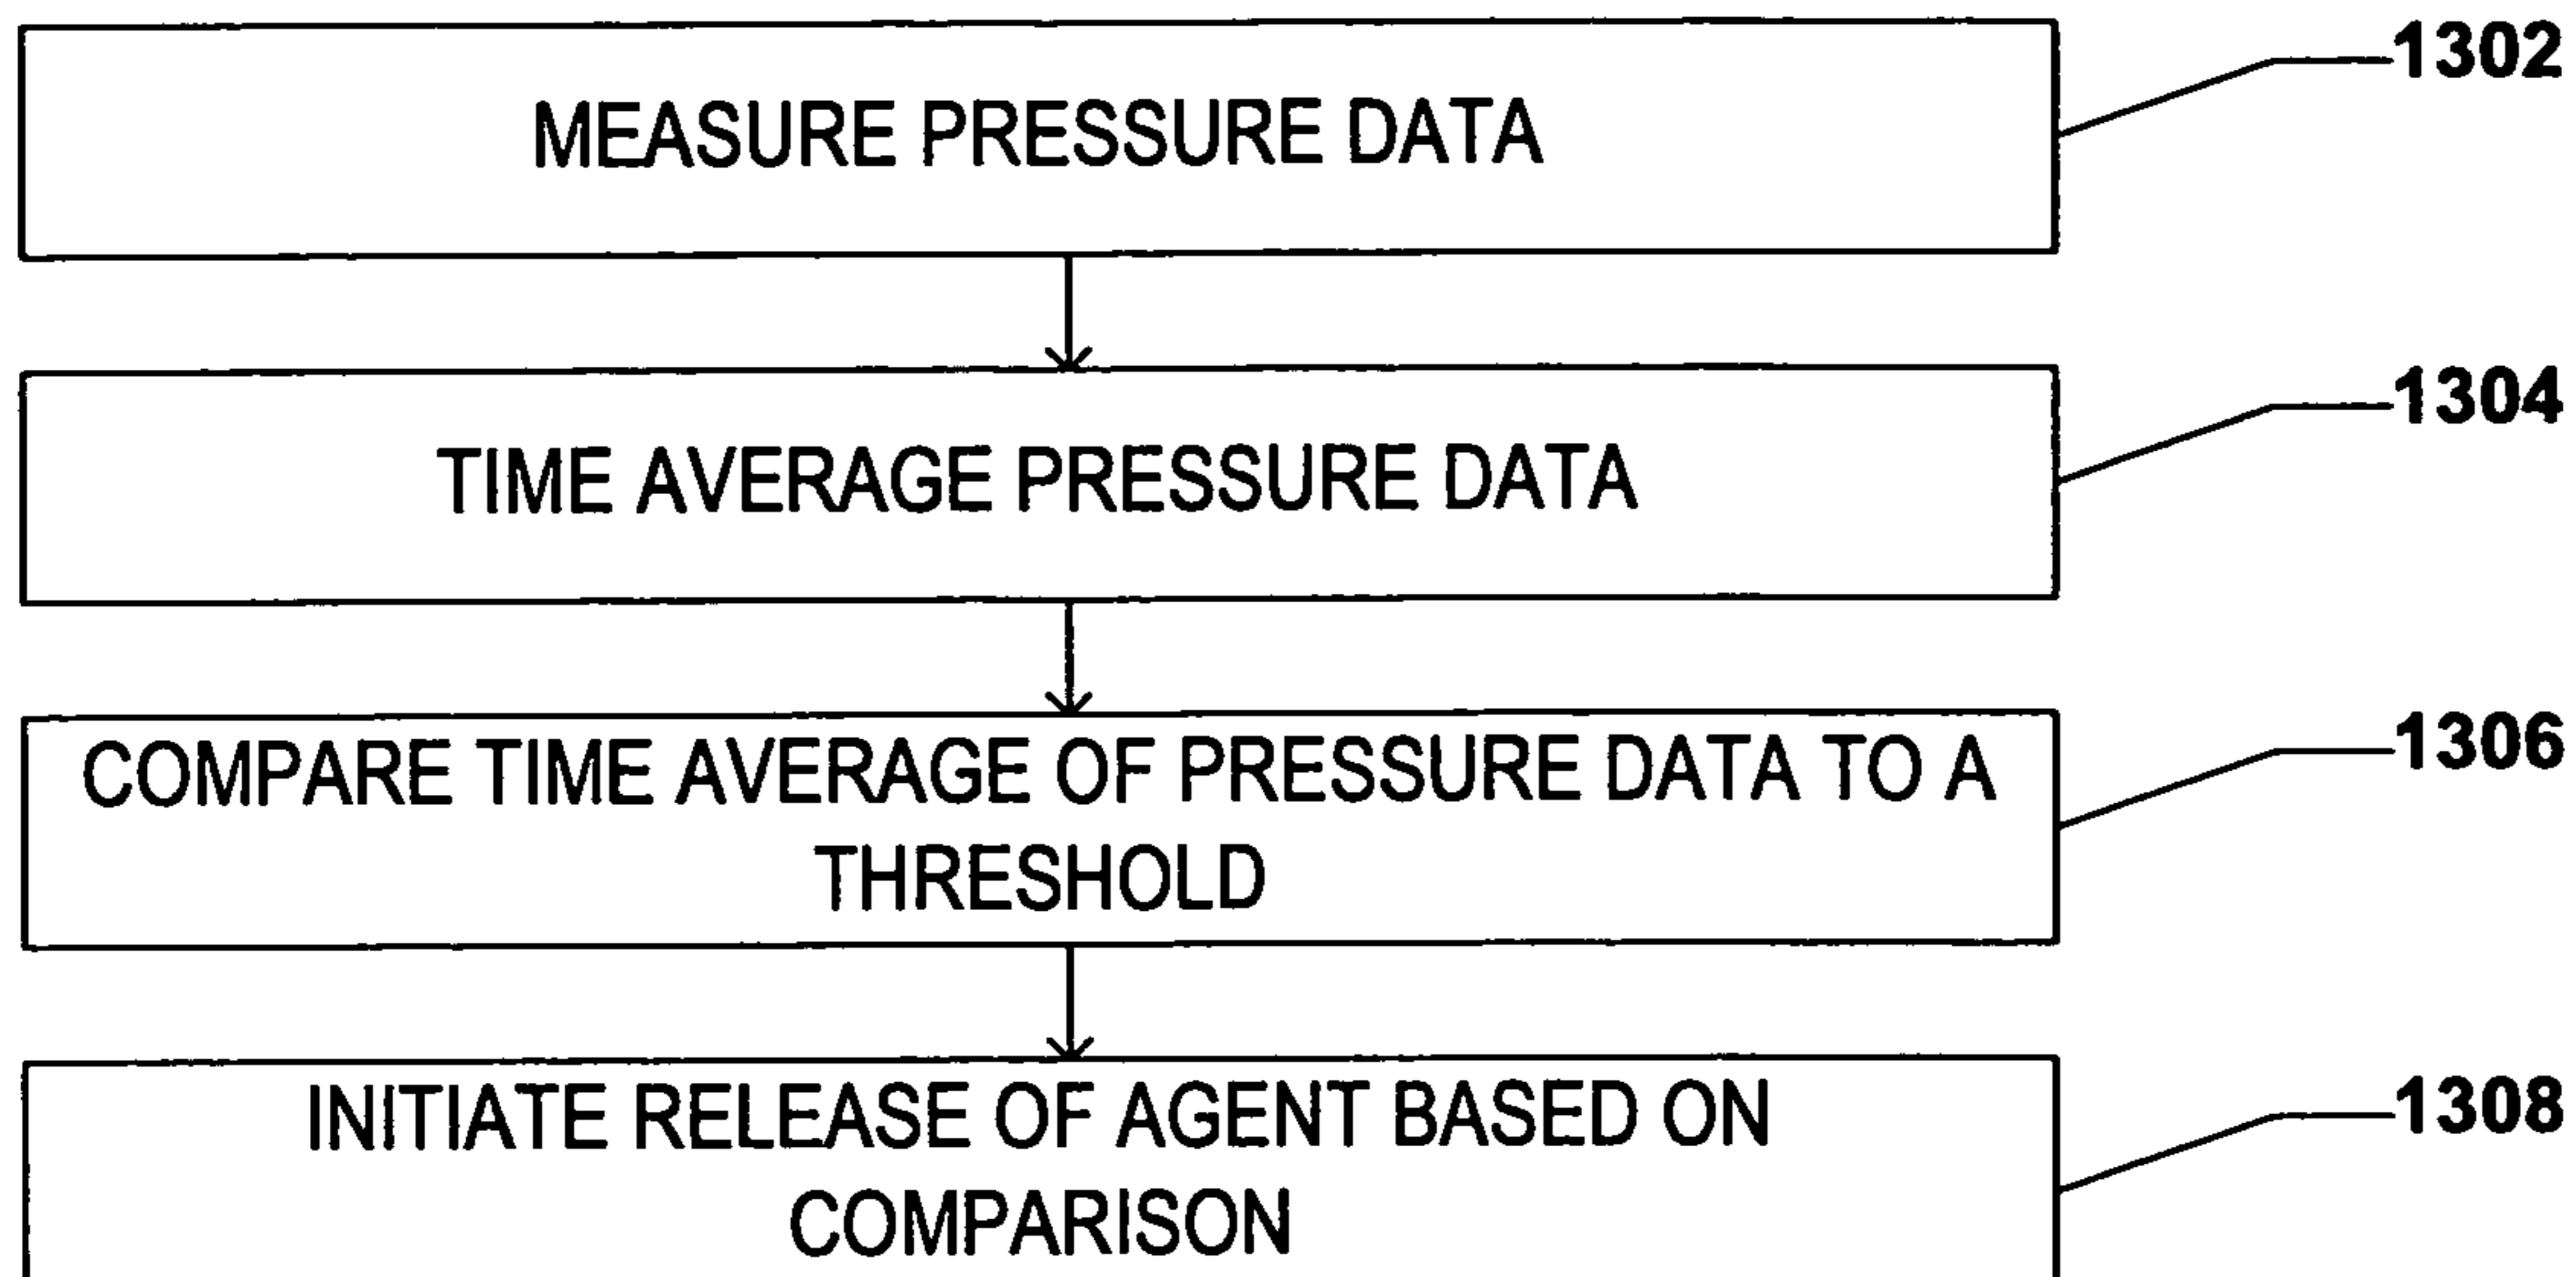 1302
MEASURE PRESSURE DATA
1304
TIME AVERAGE PRESSURE DATA
1306
COMPARE TIME AVERAGE OF PRESSURE DATA TO A
THRESHOLD
1308
INITIATE RELEASE OF AGENT BASED ON
COMPARISON